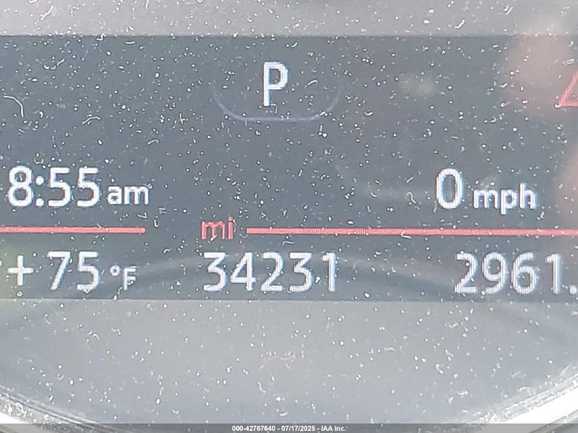 P
8:55 am 0 mph
mi
+75 °F 34231 2961.
000-42767640 - 07/17/2025 - IAA Inc.